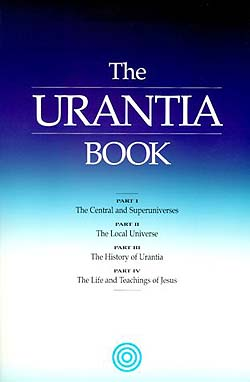 The
URANTIA
BOOK
PART I
The Central and Superuniverses
PART II
The Local Universe
PART III
The History of Urantia
PART IV
The Life and Teachings of Jesus